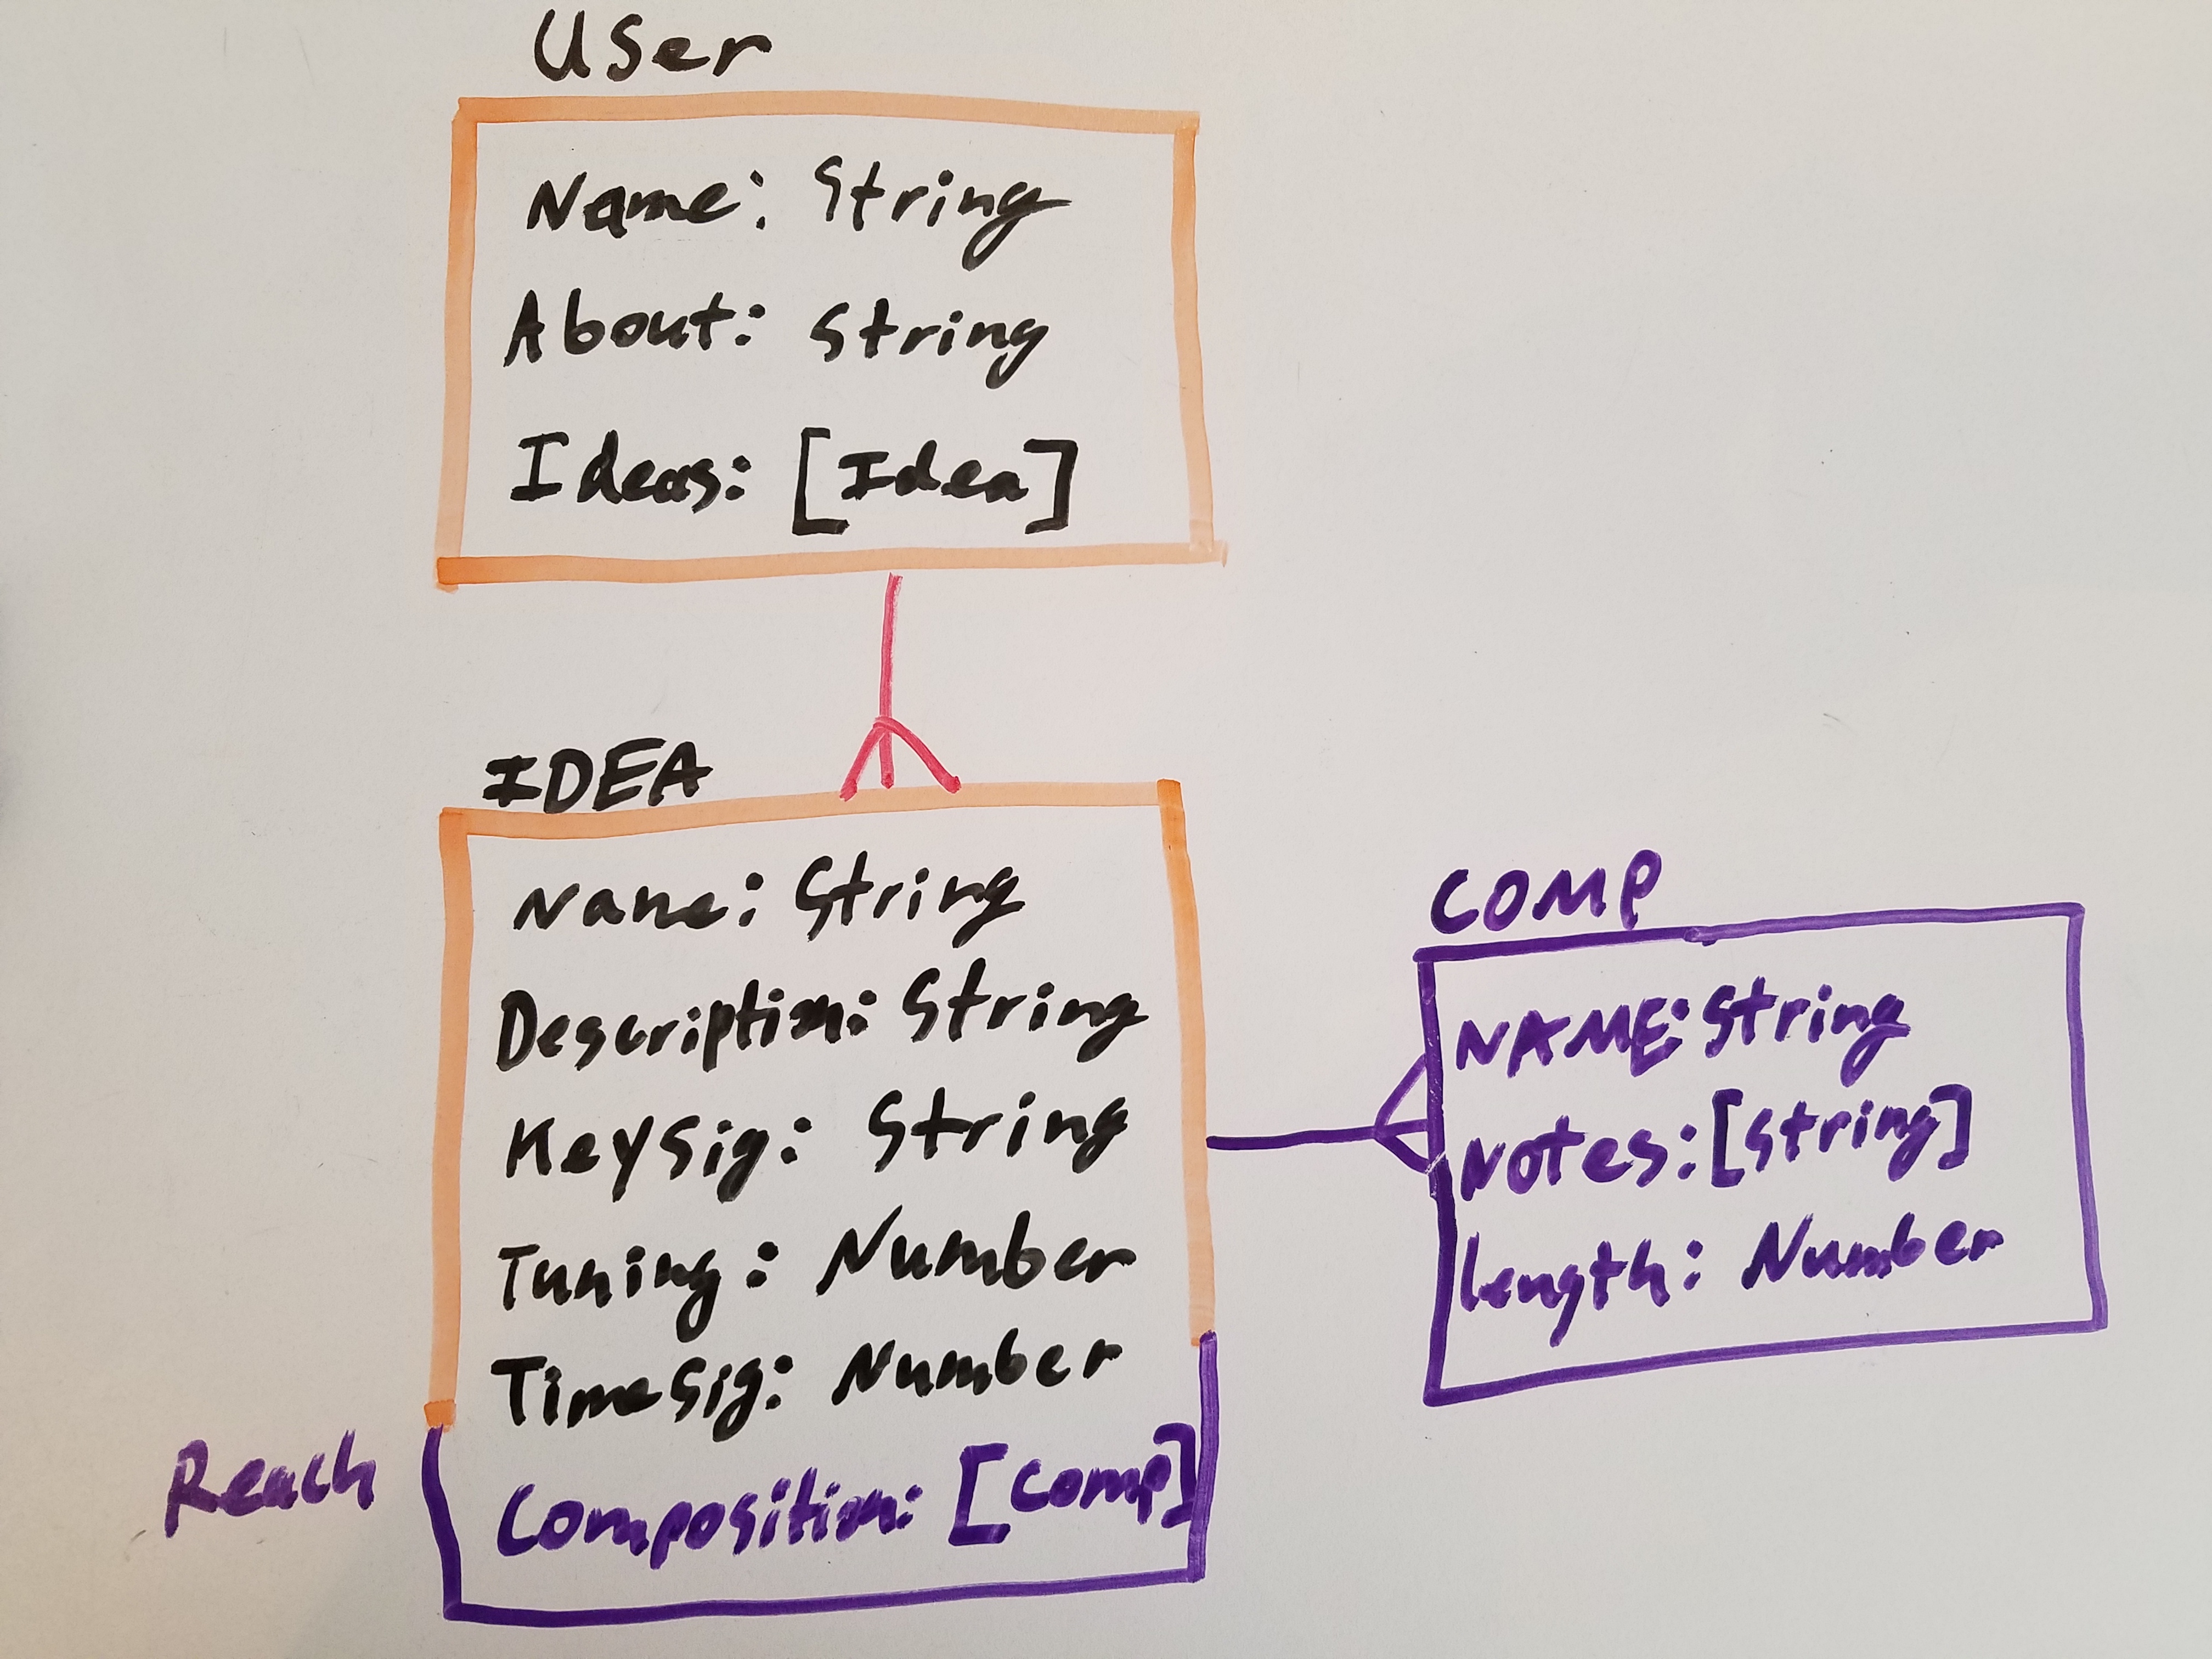 User
Name: String
About: String
Ideas: [Idea]
IDEA
Name: String
Description: String
KeySig: String
Tuning: Number
TimeSig: Number
Reach
Composition: [Comp]
COMP
NAME: String
Notes: [String]
length: Number